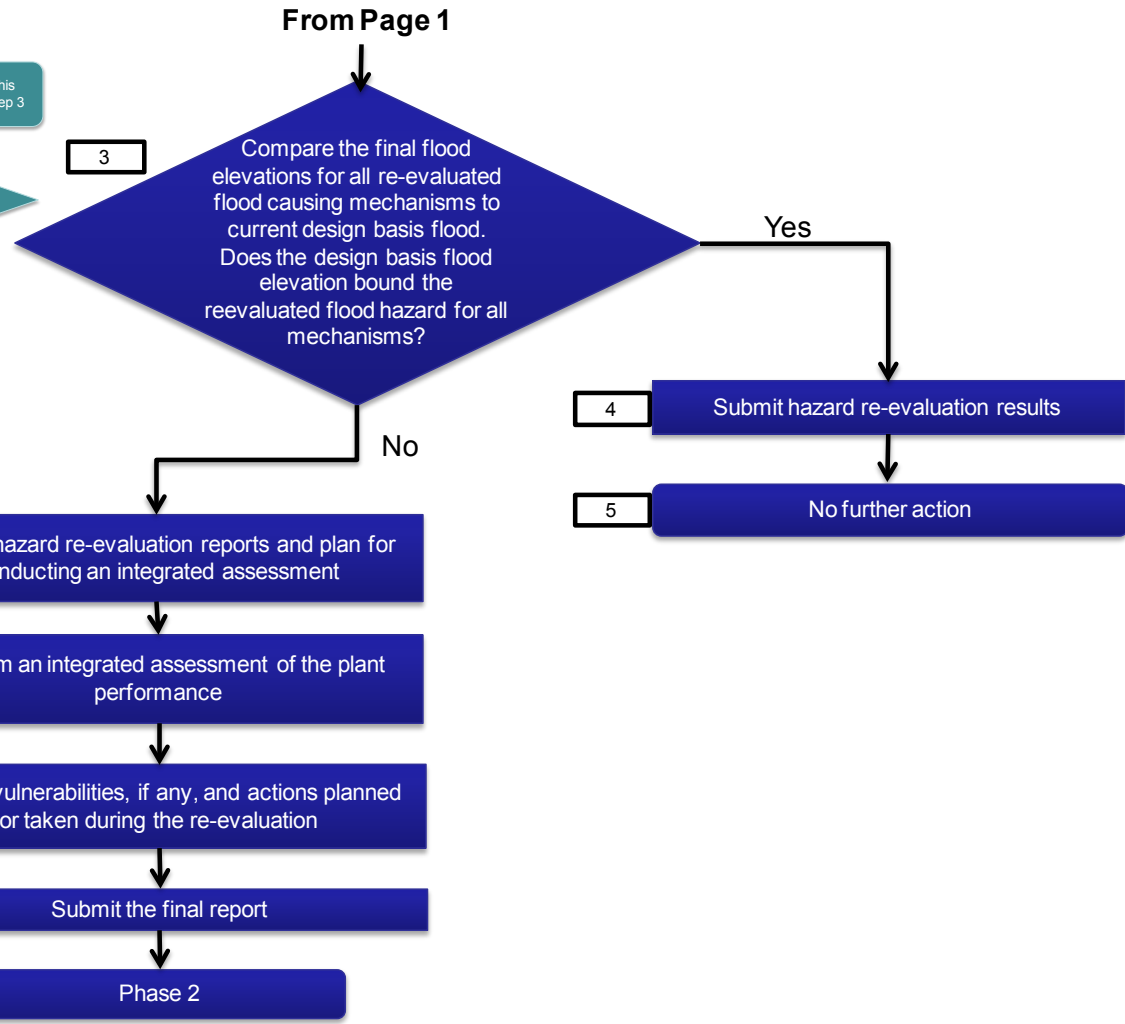 From Page 1
his
ep 3
3
Compare the final flood
elevations for all re-evaluated
flood causing mechanisms to
current design basis flood.
Does the design basis flood
elevation bound the
reevaluated flood hazard for all
mechanisms?
Yes
4
Submit hazard re-evaluation results
5
No further action
No
hazard re-evaluation reports and plan for
nducting an integrated assessment
m an integrated assessment of the plant
performance
vulnerabilities, if any, and actions planned
or taken during the re-evaluation
Submit the final report
Phase 2